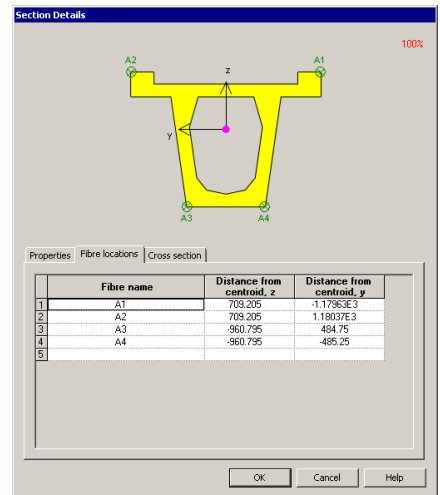 Section Details
100%
A2
A1
z
y
A3
A4
Properties Fibre locations Cross section
Fibre name Distance from centroid, z Distance from centroid, y
1 A1 709.205 -1.17963E3
2 A2 709.205 1.18037E3
3 A3 -960.795 484.75
4 A4 -960.795 -485.25
5
OK Cancel Help